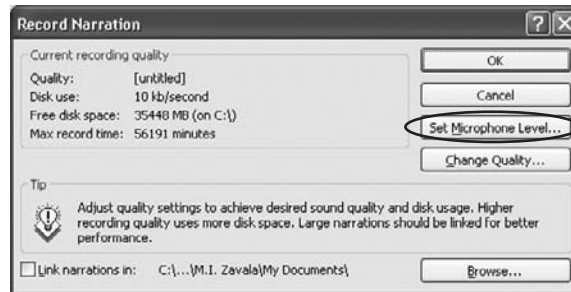 Record Narration
Current recording quality
Quality: [untitled]
Disk use: 10 kb/second
Free disk space: 35448 MB (on C:\)
Max record time: 56191 minutes
OK
Cancel
Set Microphone Level...
Change Quality...
Tip
Adjust quality settings to achieve desired sound quality and disk usage. Higher
recording quality uses more disk space. Large narrations should be linked for better
performance.
Link narrations in: C:\...\M.I. Zavala\My Documents\
Browse...